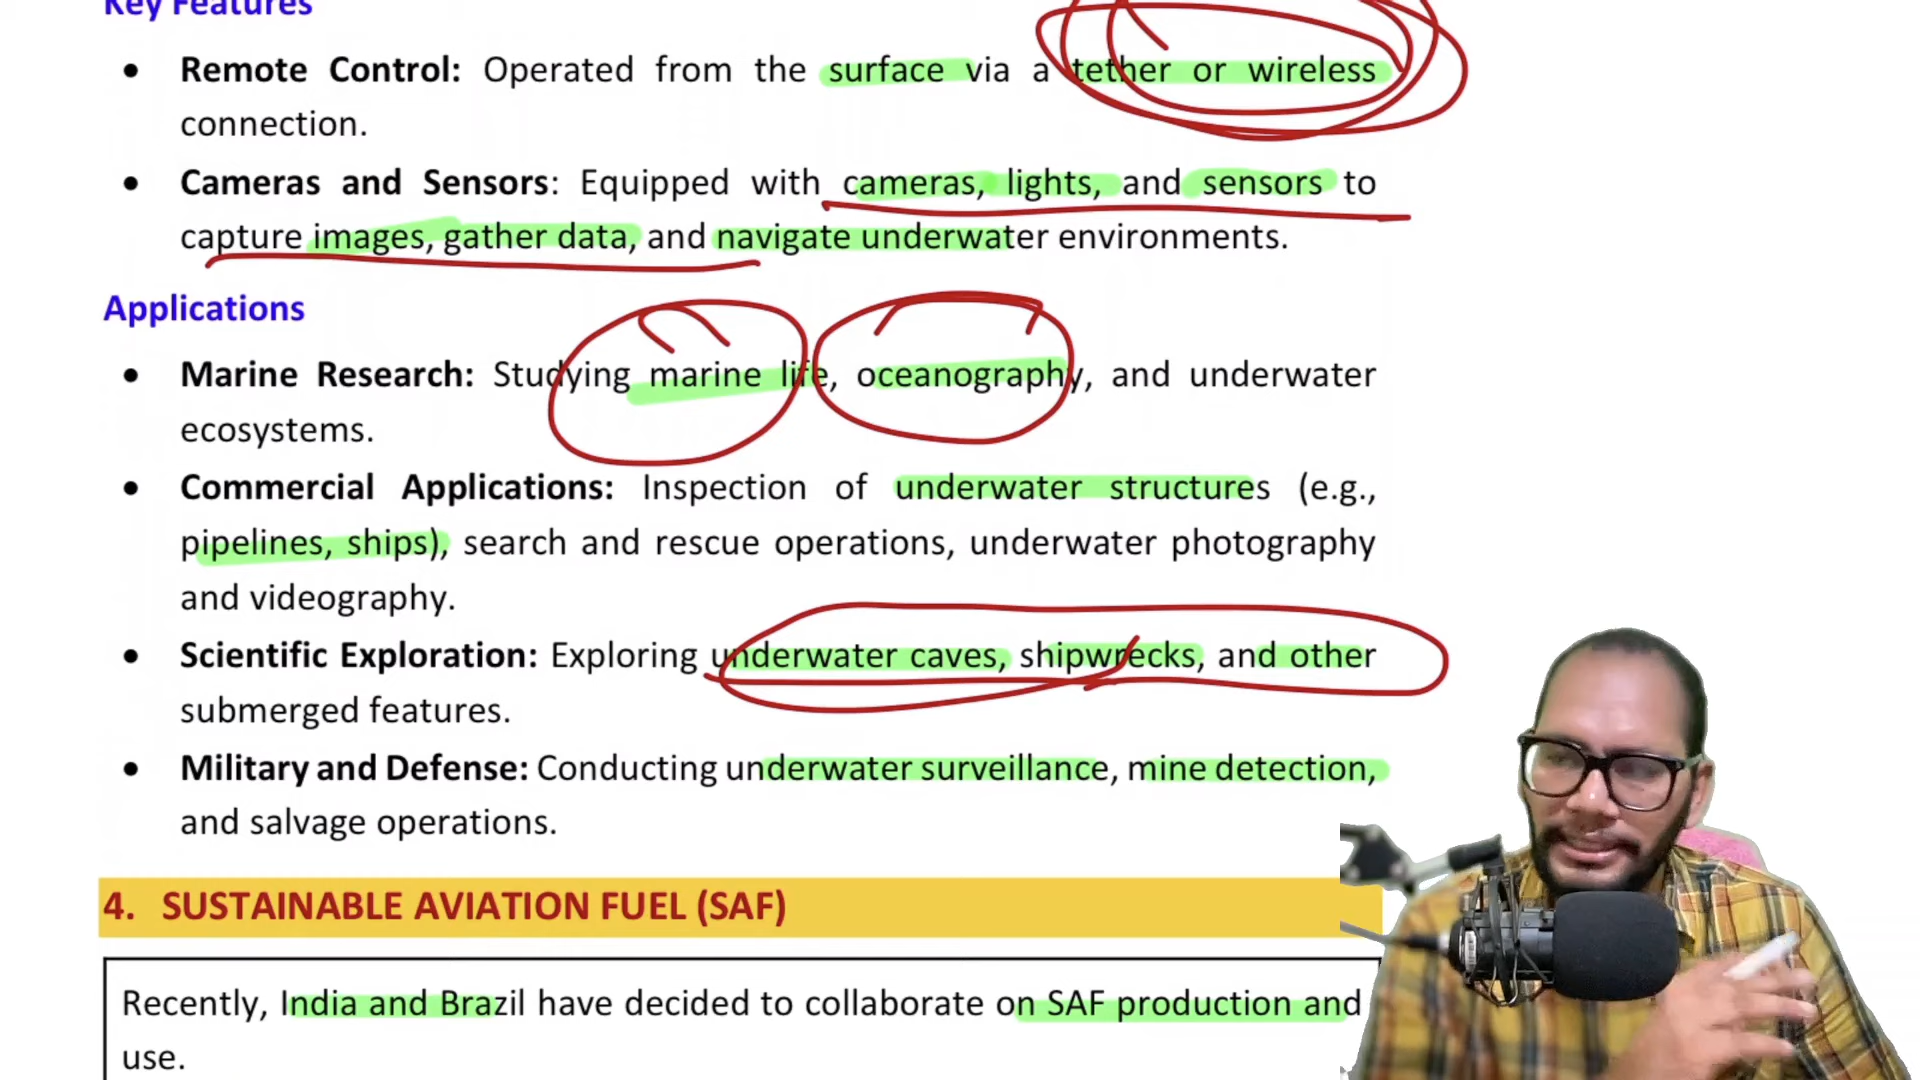 Key Features
• Remote Control: Operated from the surface via a tether or wireless
connection.
• Cameras and Sensors: Equipped with cameras, lights, and sensors to
capture images, gather data, and navigate underwater environments.
Applications
• Marine Research: Studying marine life, oceanography, and underwater
ecosystems.
• Commercial Applications: Inspection of underwater structures (e.g.,
pipelines, ships), search and rescue operations, underwater photography
and videography.
• Scientific Exploration: Exploring underwater caves, shipwrecks, and other
submerged features.
• Military and Defense: Conducting underwater surveillance, mine detection,
and salvage operations.
4. SUSTAINABLE AVIATION FUEL (SAF)
Recently, India and Brazil have decided to collaborate on SAF production and
use.